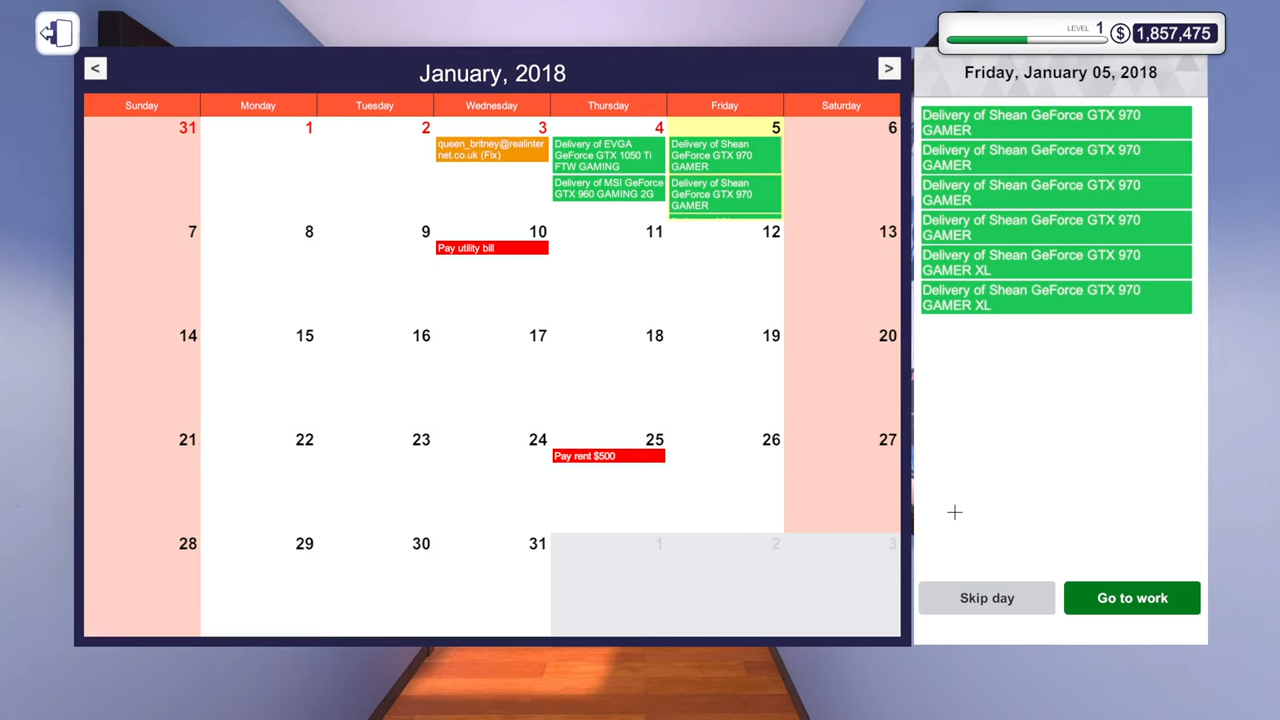 LEVEL 1 $ 1,857,475
< January, 2018 >
Sunday Monday Tuesday Wednesday Thursday Friday Saturday
31 1 2 3 4 5 6
queen_britney@realinter
net.co.uk (Fix)
Delivery of EVGA
GeForce GTX 1050 Ti
FTW GAMING
Delivery of MSI GeForce
GTX 960 GAMING 2G
Delivery of Shean
GeForce GTX 970
GAMER
Delivery of Shean
GeForce GTX 970
GAMER
7 8 9 10 11 12 13
Pay utility bill
14 15 16 17 18 19 20
21 22 23 24 25 26 27
Pay rent $500
28 29 30 31 1 2 3
Friday, January 05, 2018
Delivery of Shean GeForce GTX 970
GAMER
Delivery of Shean GeForce GTX 970
GAMER
Delivery of Shean GeForce GTX 970
GAMER
Delivery of Shean GeForce GTX 970
GAMER
Delivery of Shean GeForce GTX 970
GAMER XL
Delivery of Shean GeForce GTX 970
GAMER XL
Skip day Go to work